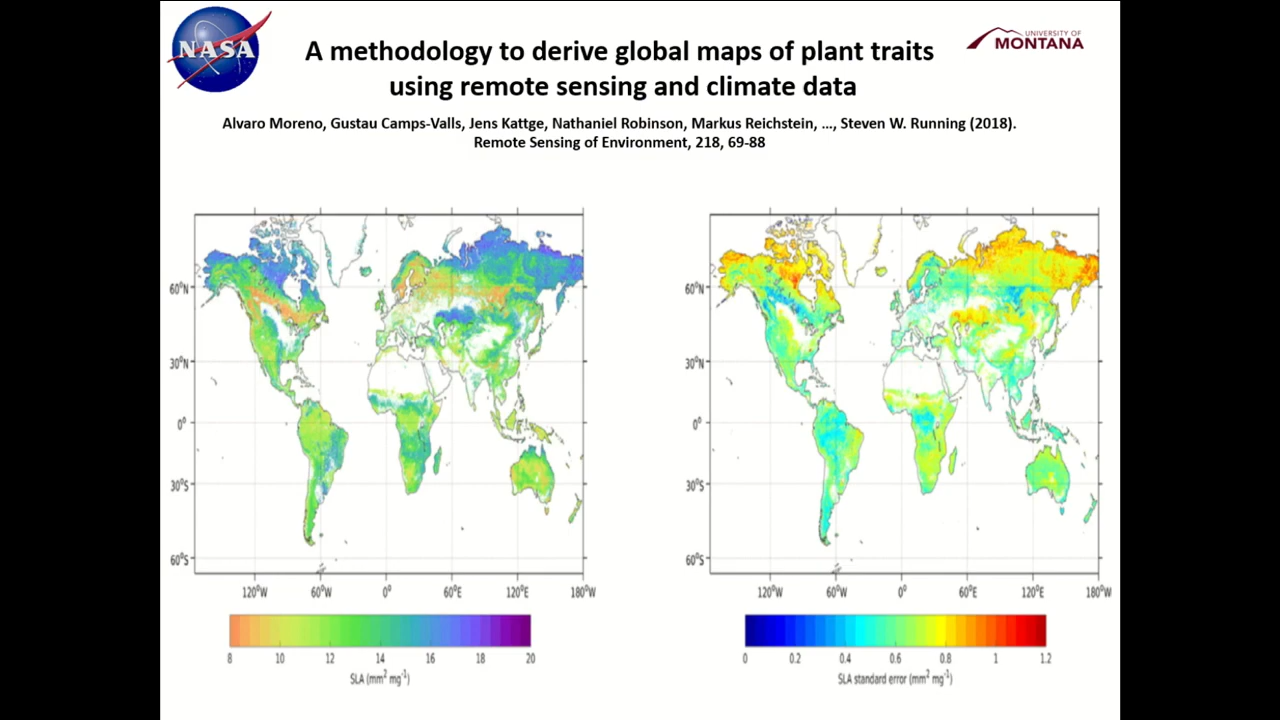 NASA
UNIVERSITY OF
MONTANA
A methodology to derive global maps of plant traits
using remote sensing and climate data
Alvaro Moreno, Gustau Camps-Valls, Jens Kattge, Nathaniel Robinson, Markus Reichstein, …, Steven W. Running (2018).
Remote Sensing of Environment, 218, 69-88
60°N
30°N
0°
30°S
60°S
120°W 60°W 0° 60°E 120°E 180°W
8 10 12 14 16 18 20
SLA (mm² mg⁻¹)
60°N
30°N
0°
30°S
60°S
120°W 60°W 0° 60°E 120°E 180°W
0 0.2 0.4 0.6 0.8 1 1.2
SLA standard error (mm² mg⁻¹)